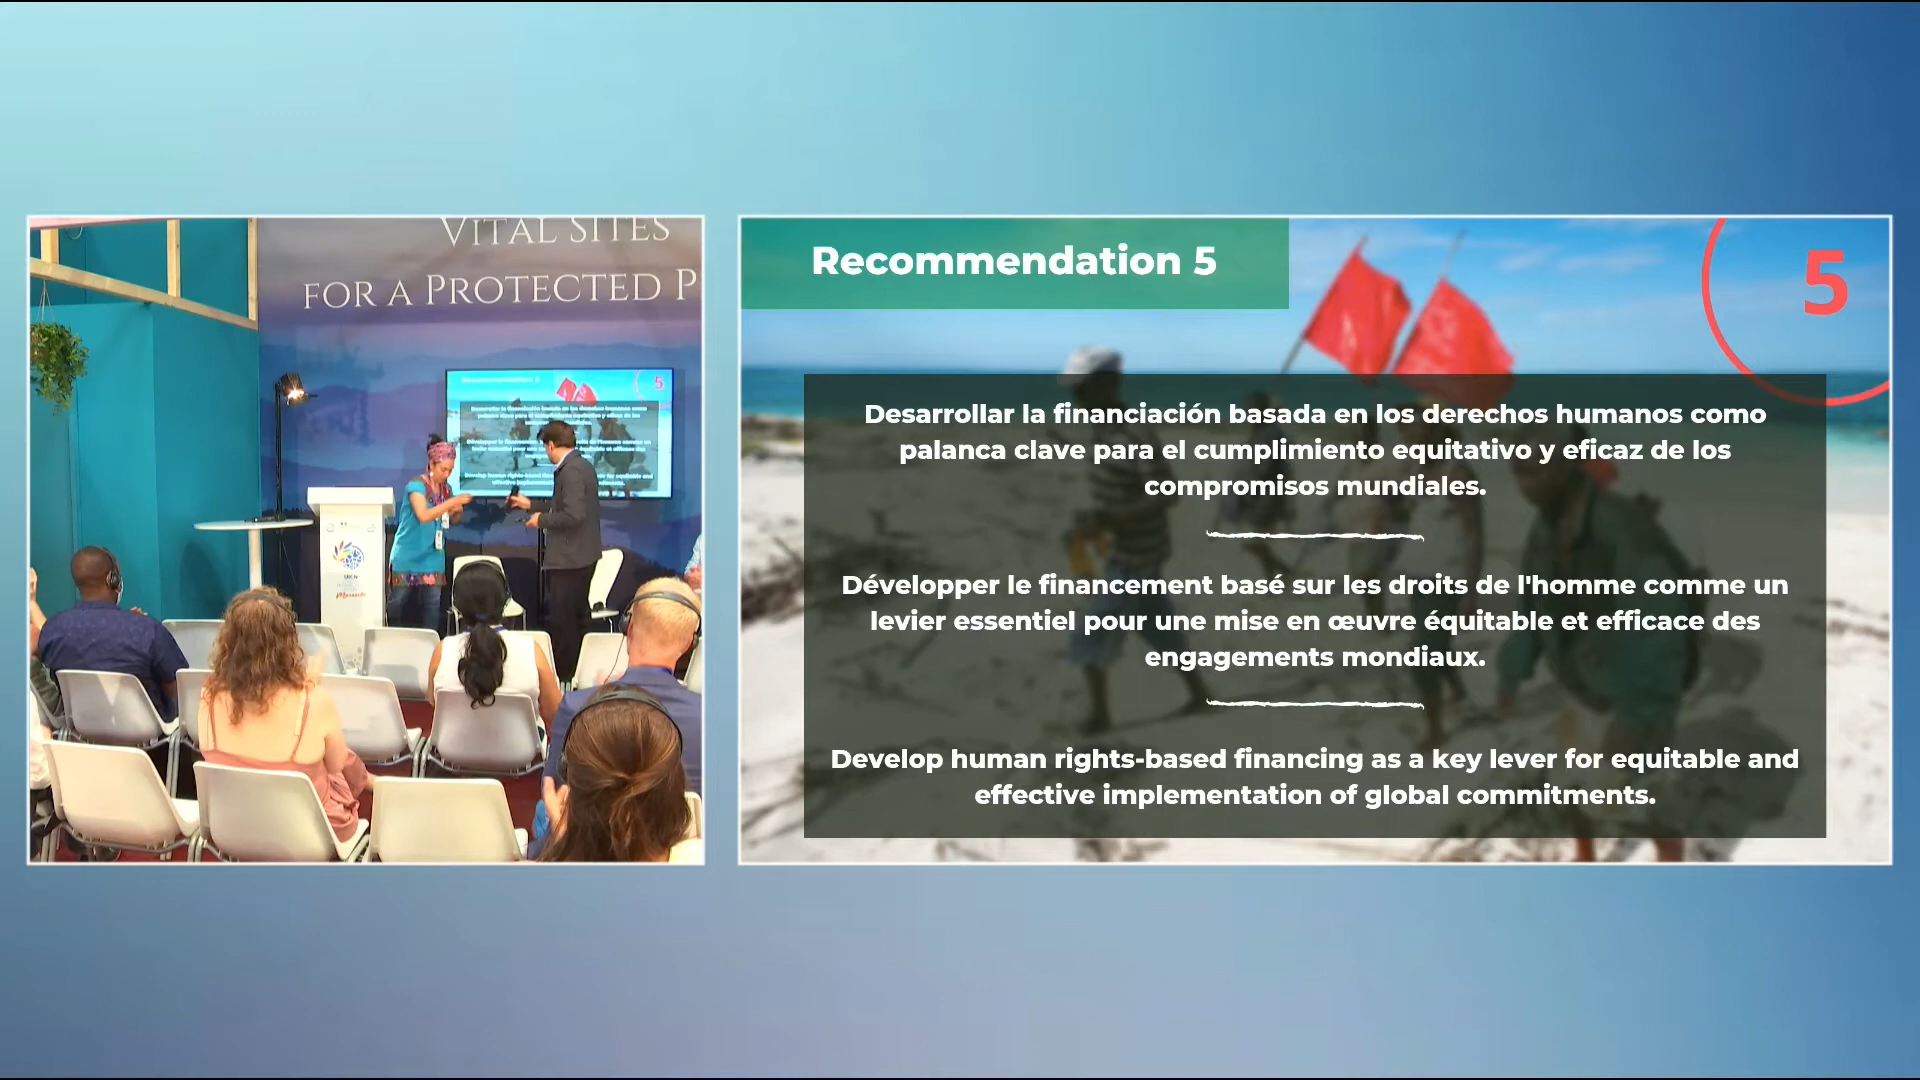 VITAL SITES
FOR A PROTECTED P
UICN
Marseille
Recommendation 5
5
Desarrollar la financiación basada en los derechos humanos como
palanca clave para el cumplimiento equitativo y eficaz de los
compromisos mundiales.
Développer le financement basé sur les droits de l'homme comme un
levier essentiel pour une mise en œuvre équitable et efficace des
engagements mondiaux.
Develop human rights-based financing as a key lever for equitable and
effective implementation of global commitments.